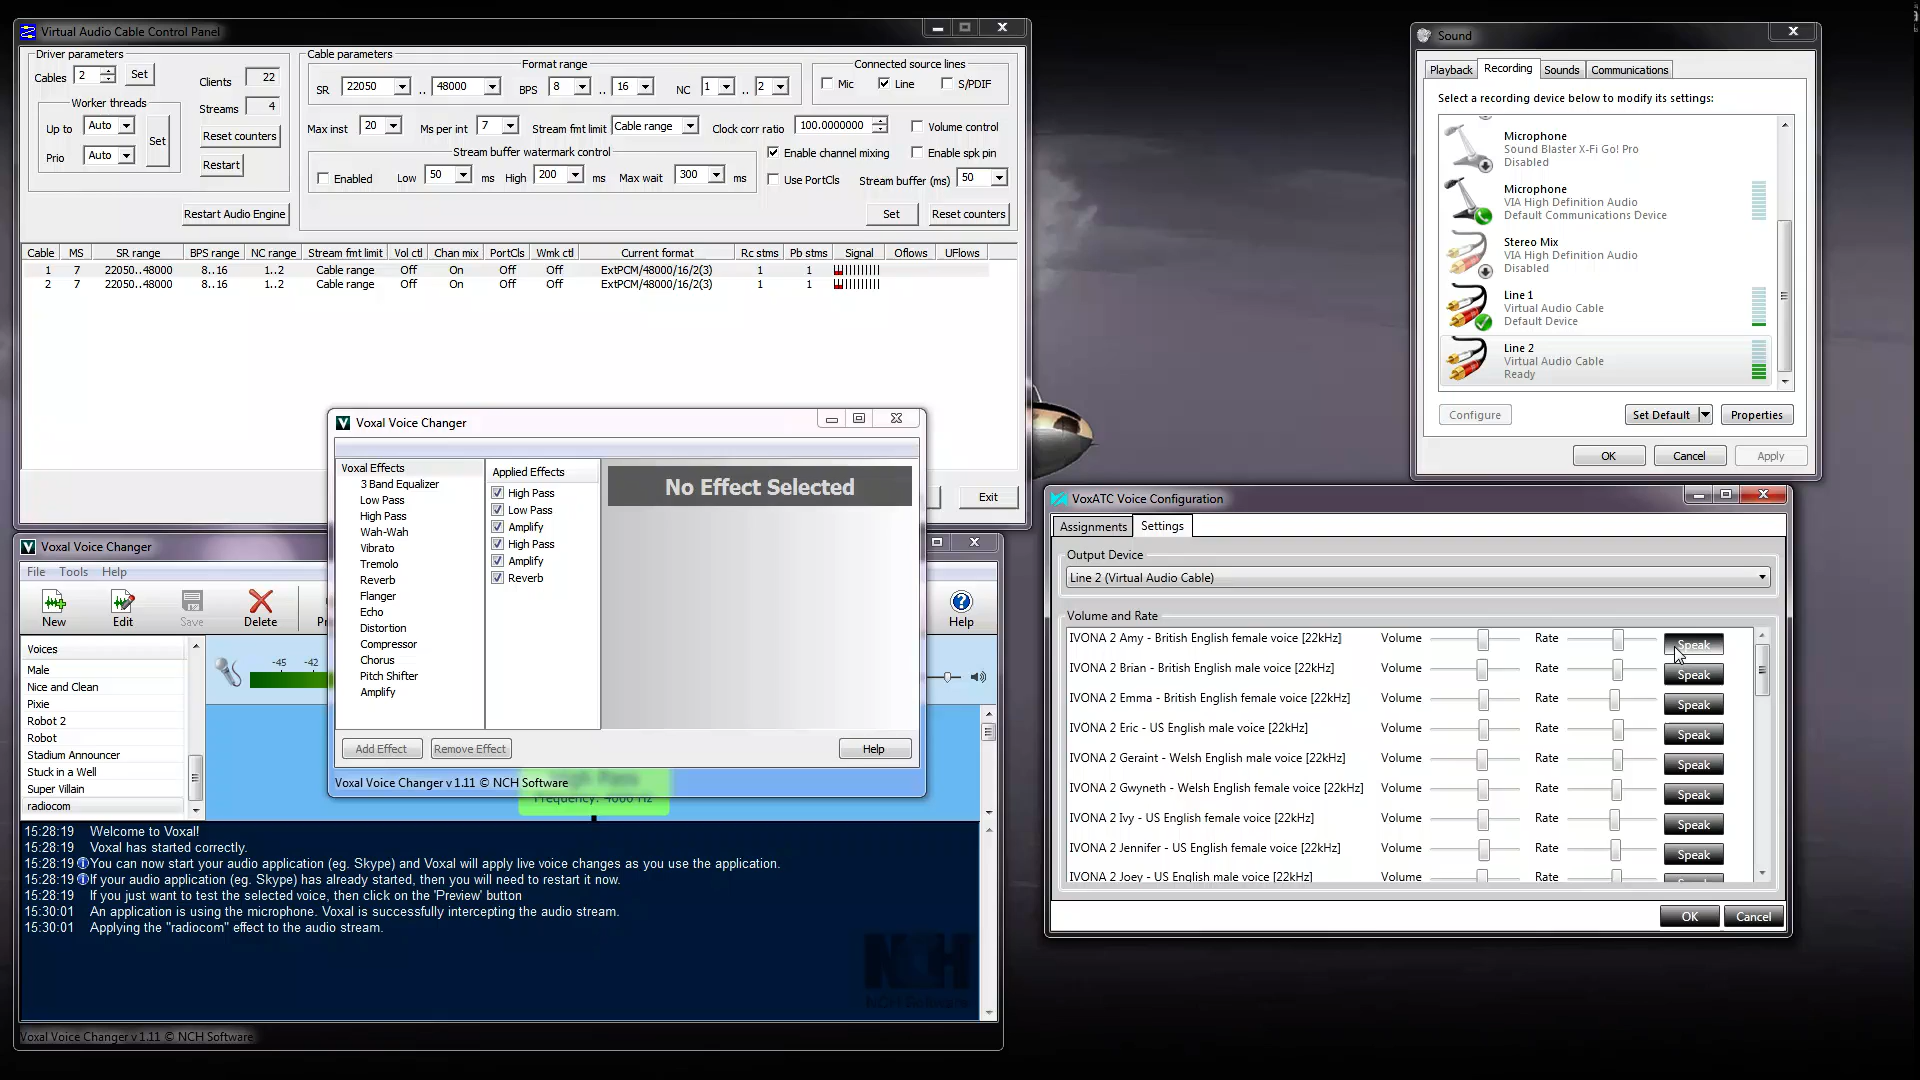 Virtual Audio Cable Control Panel
Driver parameters
Cables 2 Set
Clients 22
Streams 4
Worker threads
Up to Auto
Prio Auto
Set
Reset counters
Restart
Restart Audio Engine
Cable parameters
Format range
SR 22050 .. 48000 BPS 8 .. 16 NC 1 .. 2
Connected source lines
Mic Line S/PDIF
Max inst 20 Ms per int 7 Stream fmt limit Cable range Clock corr ratio 100.0000000 Volume control
Stream buffer watermark control
Enable channel mixing Enable spk pin
Enabled Low 50 ms High 200 ms Max wait 300 ms
Use PortCls Stream buffer (ms) 50
Set Reset counters
Cable MS SR range BPS range NC range Stream fmt limit Vol ctl Chan mix PortCls Wmk ctl Current format Rc stms Pb stms Signal Oflows UFlows
1 7 22050..48000 8..16 1..2 Cable range Off On Off Off ExtPCM/48000/16/2(3) 1 1
2 7 22050..48000 8..16 1..2 Cable range Off On Off Off ExtPCM/48000/16/2(3) 1 1
Exit
Sound
Playback Recording Sounds Communications
Select a recording device below to modify its settings:
Microphone
Sound Blaster X-Fi Go! Pro
Disabled
Microphone
VIA High Definition Audio
Default Communications Device
Stereo Mix
VIA High Definition Audio
Disabled
Line 1
Virtual Audio Cable
Default Device
Line 2
Virtual Audio Cable
Ready
Configure Set Default Properties
OK Cancel Apply
Voxal Voice Changer
Voxal Effects
3 Band Equalizer
Low Pass
High Pass
Wah-Wah
Vibrato
Tremolo
Reverb
Flanger
Echo
Distortion
Compressor
Chorus
Pitch Shifter
Amplify
Applied Effects
High Pass
Low Pass
Amplify
High Pass
Amplify
Reverb
No Effect Selected
Add Effect Remove Effect Help
Voxal Voice Changer v 1.11 © NCH Software
Voxal Voice Changer
File Tools Help
New Edit Save Delete Help
Voices
Male
Nice and Clean
Pixie
Robot 2
Robot
Stadium Announcer
Stuck in a Well
Super Villain
radiocom
-45 -42
High Pass
Frequency: 4000 Hz
15:28:19 Welcome to Voxal!
15:28:19 Voxal has started correctly.
15:28:19 You can now start your audio application (eg. Skype) and Voxal will apply live voice changes as you use the application.
15:28:19 If your audio application (eg. Skype) has already started, then you will need to restart it now.
15:28:19 If you just want to test the selected voice, then click on the 'Preview' button
15:30:01 An application is using the microphone. Voxal is successfully intercepting the audio stream.
15:30:01 Applying the "radiocom" effect to the audio stream.
NCH
NCH Software
Voxal Voice Changer v 1.11 © NCH Software
VoxATC Voice Configuration
Assignments Settings
Output Device
Line 2 (Virtual Audio Cable)
Volume and Rate
IVONA 2 Amy - British English female voice [22kHz] Volume Rate Speak
IVONA 2 Brian - British English male voice [22kHz] Volume Rate Speak
IVONA 2 Emma - British English female voice [22kHz] Volume Rate Speak
IVONA 2 Eric - US English male voice [22kHz] Volume Rate Speak
IVONA 2 Geraint - Welsh English male voice [22kHz] Volume Rate Speak
IVONA 2 Gwyneth - Welsh English female voice [22kHz] Volume Rate Speak
IVONA 2 Ivy - US English female voice [22kHz] Volume Rate Speak
IVONA 2 Jennifer - US English female voice [22kHz] Volume Rate Speak
IVONA 2 Joey - US English male voice [22kHz] Volume Rate
OK Cancel